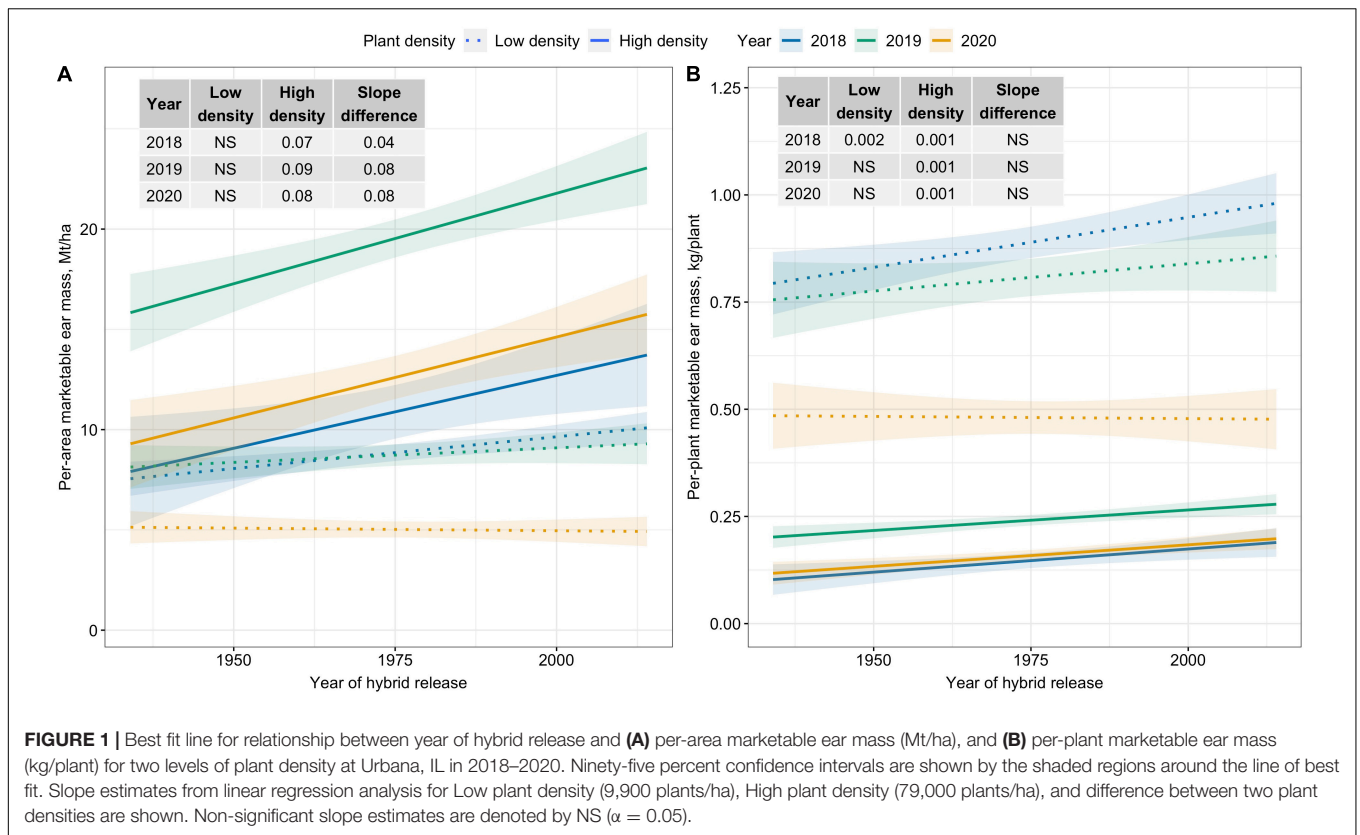 Plant density Low density High density Year 2018 2019 2020
A
Year Low density High density Slope difference
2018 NS 0.07 0.04
2019 NS 0.09 0.08
2020 NS 0.08 0.08
Per-area marketable ear mass, Mt/ha
20
10
0
1950 1975 2000
Year of hybrid release
B
Year Low density High density Slope difference
2018 0.002 0.001 NS
2019 NS 0.001 NS
2020 NS 0.001 NS
Per-plant marketable ear mass, kg/plant
1.25
1.00
0.75
0.50
0.25
0.00
1950 1975 2000
Year of hybrid release
FIGURE 1 | Best fit line for relationship between year of hybrid release and (A) per-area marketable ear mass (Mt/ha), and (B) per-plant marketable ear mass
(kg/plant) for two levels of plant density at Urbana, IL in 2018–2020. Ninety-five percent confidence intervals are shown by the shaded regions around the line of best
fit. Slope estimates from linear regression analysis for Low plant density (9,900 plants/ha), High plant density (79,000 plants/ha), and difference between two plant
densities are shown. Non-significant slope estimates are denoted by NS (α = 0.05).